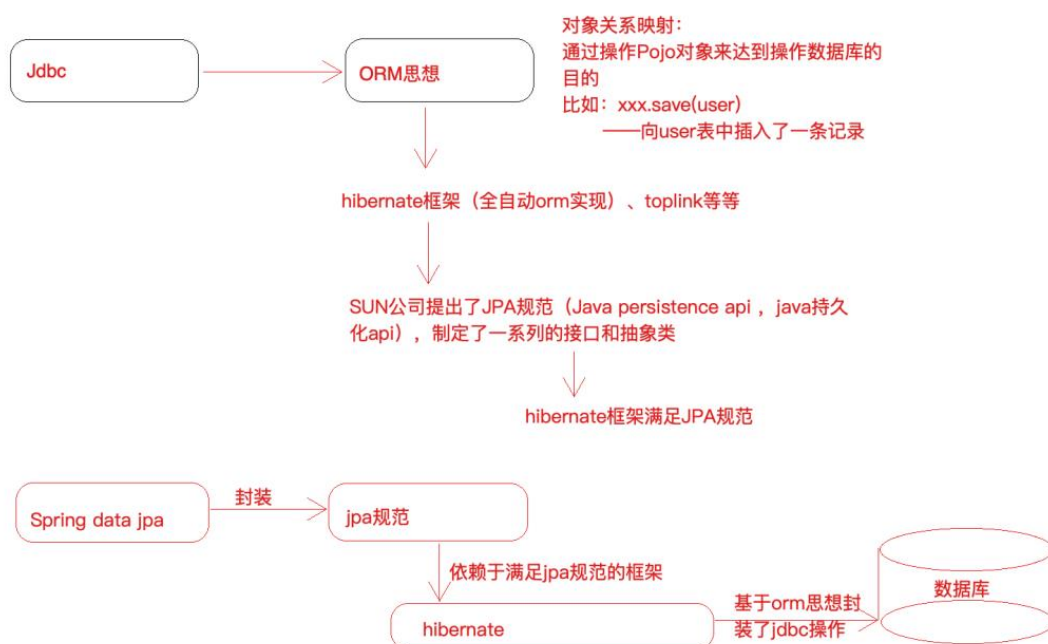 Jdbc
ORM思想
对象关系映射：
通过操作Pojo对象来达到操作数据库的
目的
比如：xxx.save(user)
——向user表中插入了一条记录
hibernate框架（全自动orm实现）、toplink等等
SUN公司提出了JPA规范（Java persistence api ，java持久
化api），制定了一系列的接口和抽象类
hibernate框架满足JPA规范
Spring data jpa
封装
jpa规范
依赖于满足jpa规范的框架
hibernate
基于orm思想封
装了jdbc操作
数据库